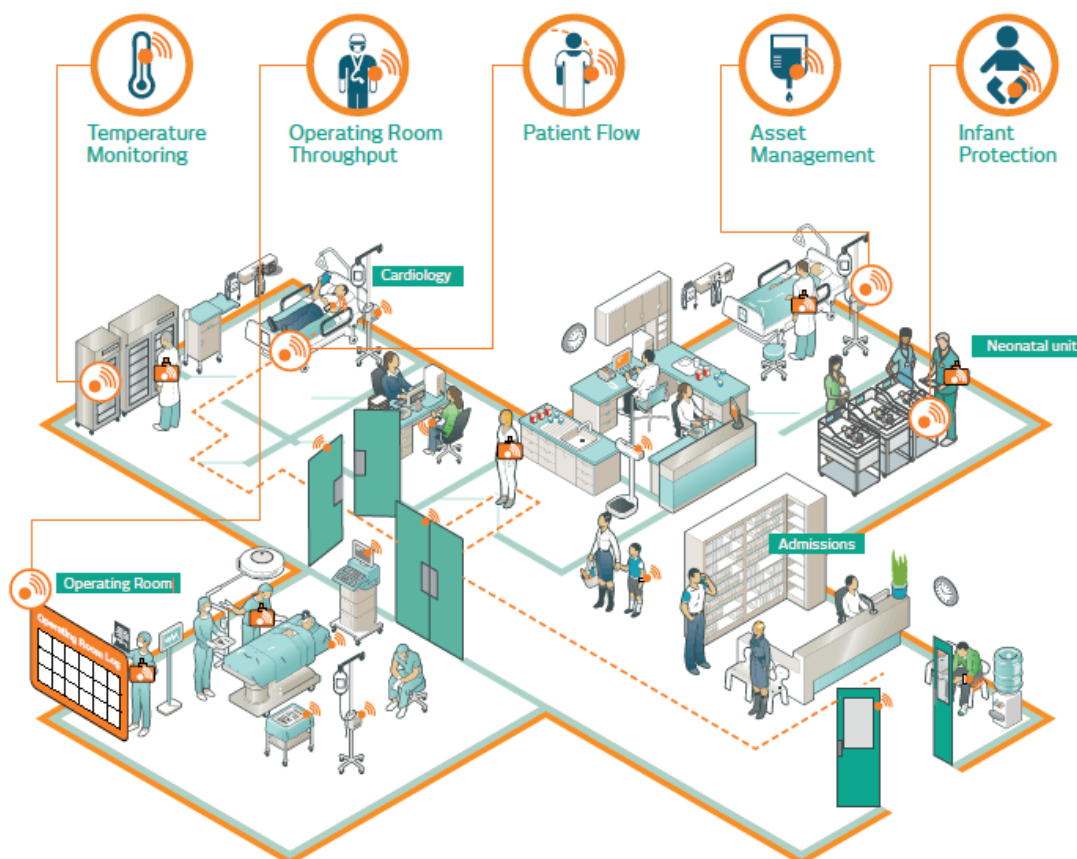 Temperature
Monitoring
Operating Room
Throughput
Patient Flow
Asset
Management
Infant
Protection
Cardiology
Neonatal unit
Admissions
Operating Room
Operating Room Log